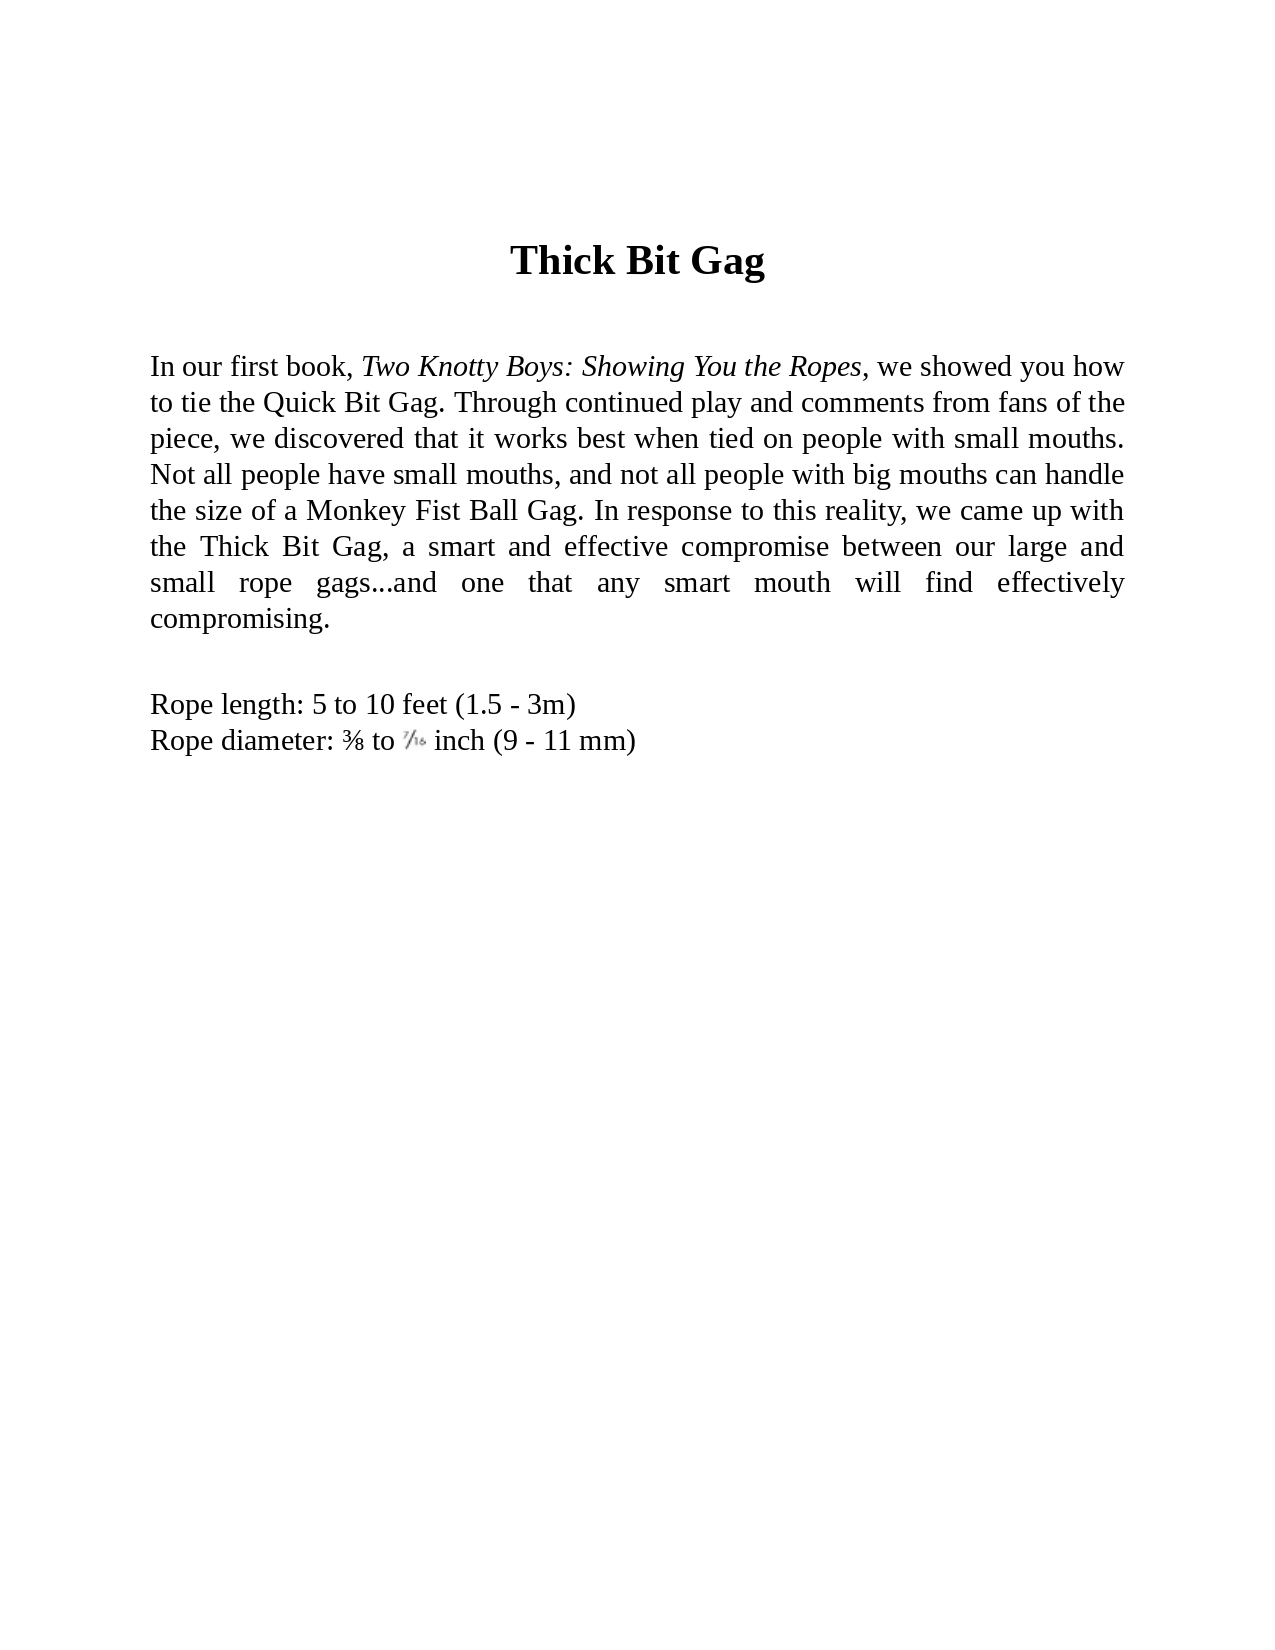 Thick Bit Gag
In our first book, Two Knotty Boys: Showing You the Ropes, we showed you how
to tie the Quick Bit Gag. Through continued play and comments from fans of the
piece, we discovered that it works best when tied on people with small mouths.
Not all people have small mouths, and not all people with big mouths can handle
the size of a Monkey Fist Ball Gag. In response to this reality, we came up with
the Thick Bit Gag, a smart and effective compromise between our large and
small rope gags...and one that any smart mouth will find effectively
compromising.
Rope length: 5 to 10 feet (1.5 - 3m)
Rope diameter: ⅜ to 7/16 inch (9 - 11 mm)